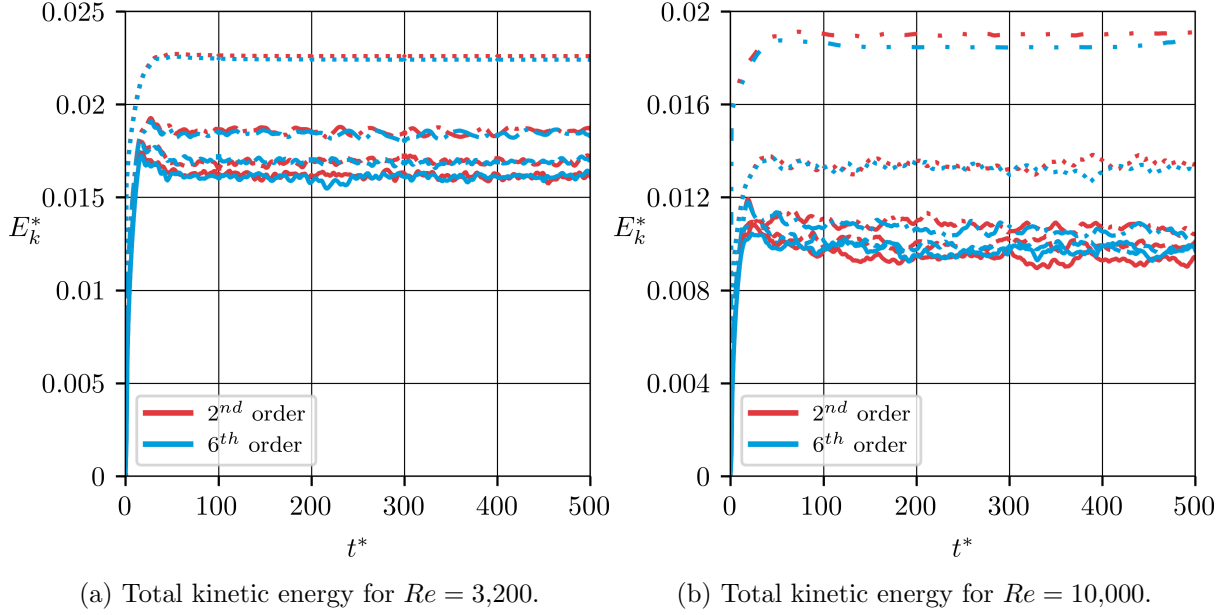 0.025
0.02
0.015
E*k
0.01
0.005
0
2nd order
6th order
0 100 200 300 400 500
t*
(a) Total kinetic energy for Re = 3,200.
0.02
0.016
0.012
E*k
0.008
0.004
0
2nd order
6th order
0 100 200 300 400 500
t*
(b) Total kinetic energy for Re = 10,000.